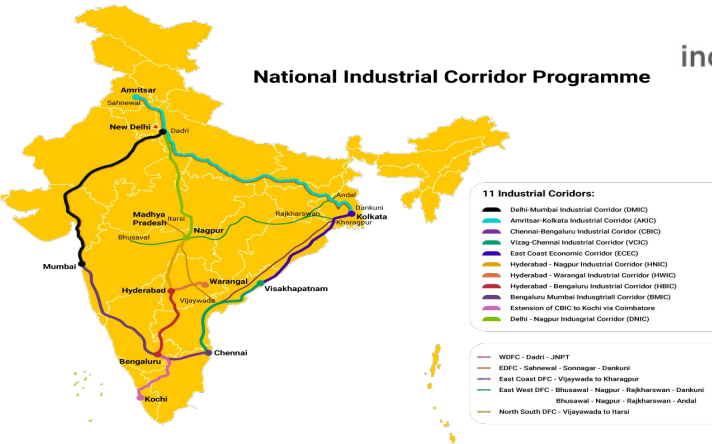 inc
National Industrial Corridor Programme
Amritsar
Sahnewal
New Delhi
Dadri
Andal
Dankuni
Kolkata
Kharagpur
Rajkharswan
Madhya
Pradesh
Itarsi
Nagpur
Bhusaval
Mumbai
Warangal
Hyderabad
Vijaywada
Visakhapatnam
Chennai
Bengaluru
Kochi
11 Industrial Coridors:
Delhi-Mumbai Industrial Corridor (DMIC)
Amritsar-Kolkata Industrial Corridor (AKIC)
Chennai-Bengaluru Industrial Corridor (CBIC)
Vizag-Chennai Industrial Corridor (VCIC)
East Coast Economic Corridor (ECEC)
Hyderabad - Nagpur Industrial Corridor (HNIC)
Hyderabad - Warangal Industrial Corridor (HWIC)
Hyderabad - Bengaluru Industrial Corridor (HBIC)
Bengaluru Mumbai Indusgtriall Corridor (BMIC)
Extension of CBIC to Kochi via Coimbatore
Delhi - Nagpur Indusgrial Corridor (DNIC)
WDFC - Dadri - JNPT
EDFC - Sahnewal - Sonnagar - Dankuni
East Coast DFC - Vijaywada to Kharagpur
East West DFC - Bhusaval - Nagpur - Rajkharswan - Dankuni
Bhusaval - Nagpur - Rajkharswan - Andal
North South DFC - Vijayawada to Itarsi